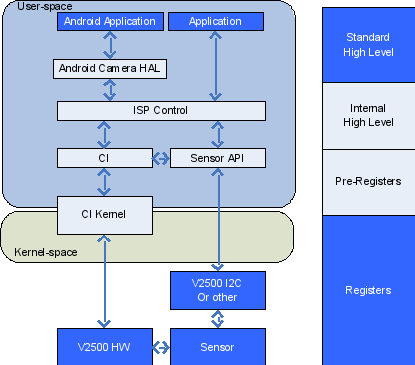 User-space
Android Application
Application
Android Camera HAL
ISP Control
CI
Sensor API
CI Kernel
Kernel-space
V2500 I2C
Or other
V2500 HW
Sensor
Standard
High Level
Internal
High Level
Pre-Registers
Registers